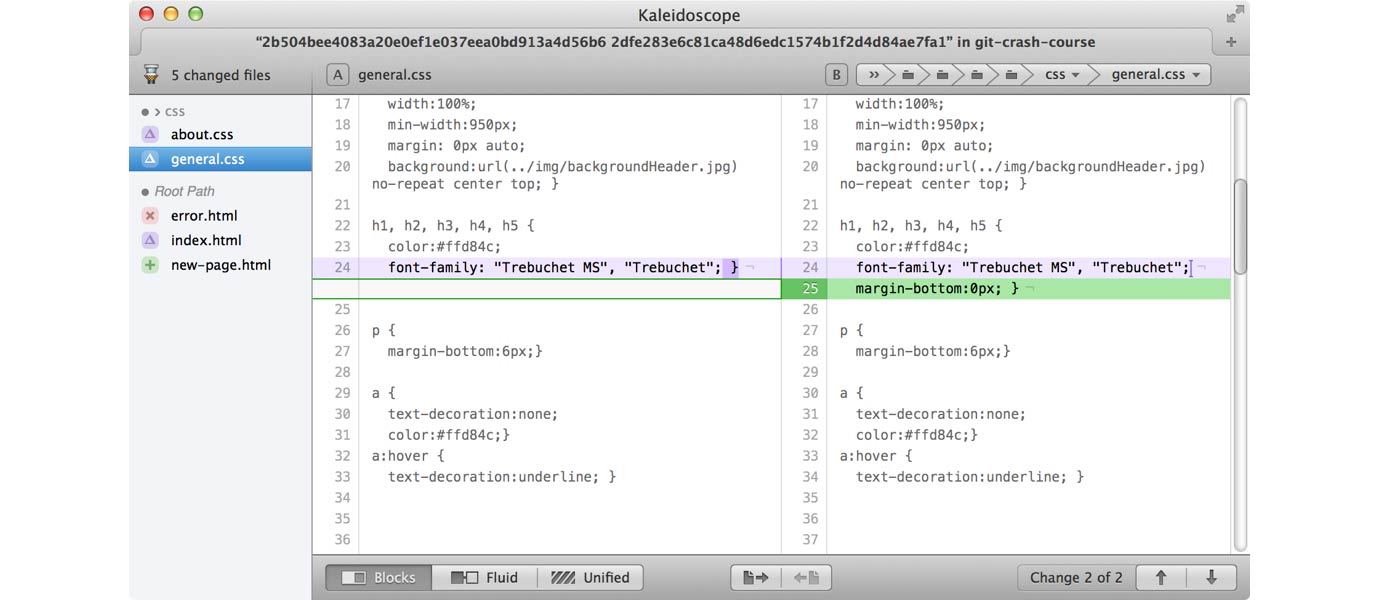 Kaleidoscope
“2b504bee4083a20e0ef1e037eea0bd913a4d56b6 2dfe283e6c81ca48d6edc1574b1f2d4d84ae7fa1” in git-crash-course
5 changed files
A general.css
B » css general.css
css
about.css
general.css
Root Path
error.html
index.html
new-page.html
17 width:100%;
18 min-width:950px;
19 margin: 0px auto;
20 background:url(../img/backgroundHeader.jpg)
no-repeat center top; }
21
22 h1, h2, h3, h4, h5 {
23 color:#ffd84c;
24 font-family: "Trebuchet MS", "Trebuchet"; } ¬
25
26 p {
27 margin-bottom:6px;}
28
29 a {
30 text-decoration:none;
31 color:#ffd84c;}
32 a:hover {
33 text-decoration:underline; }
34
35
36
17 width:100%;
18 min-width:950px;
19 margin: 0px auto;
20 background:url(../img/backgroundHeader.jpg)
no-repeat center top; }
21
22 h1, h2, h3, h4, h5 {
23 color:#ffd84c;
24 font-family: "Trebuchet MS", "Trebuchet"; ¬
25 margin-bottom:0px; } ¬
26
27 p {
28 margin-bottom:6px;}
29
30 a {
31 text-decoration:none;
32 color:#ffd84c;}
33 a:hover {
34 text-decoration:underline; }
35
36
37
Blocks Fluid Unified
Change 2 of 2